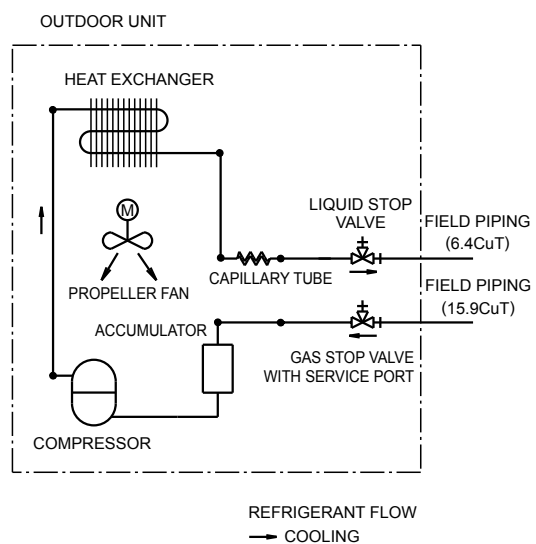 OUTDOOR UNIT
HEAT EXCHANGER
M
PROPELLER FAN
LIQUID STOP
VALVE
FIELD PIPING
(6.4CuT)
CAPILLARY TUBE
FIELD PIPING
(15.9CuT)
ACCUMULATOR
GAS STOP VALVE
WITH SERVICE PORT
COMPRESSOR
REFRIGERANT FLOW
COOLING